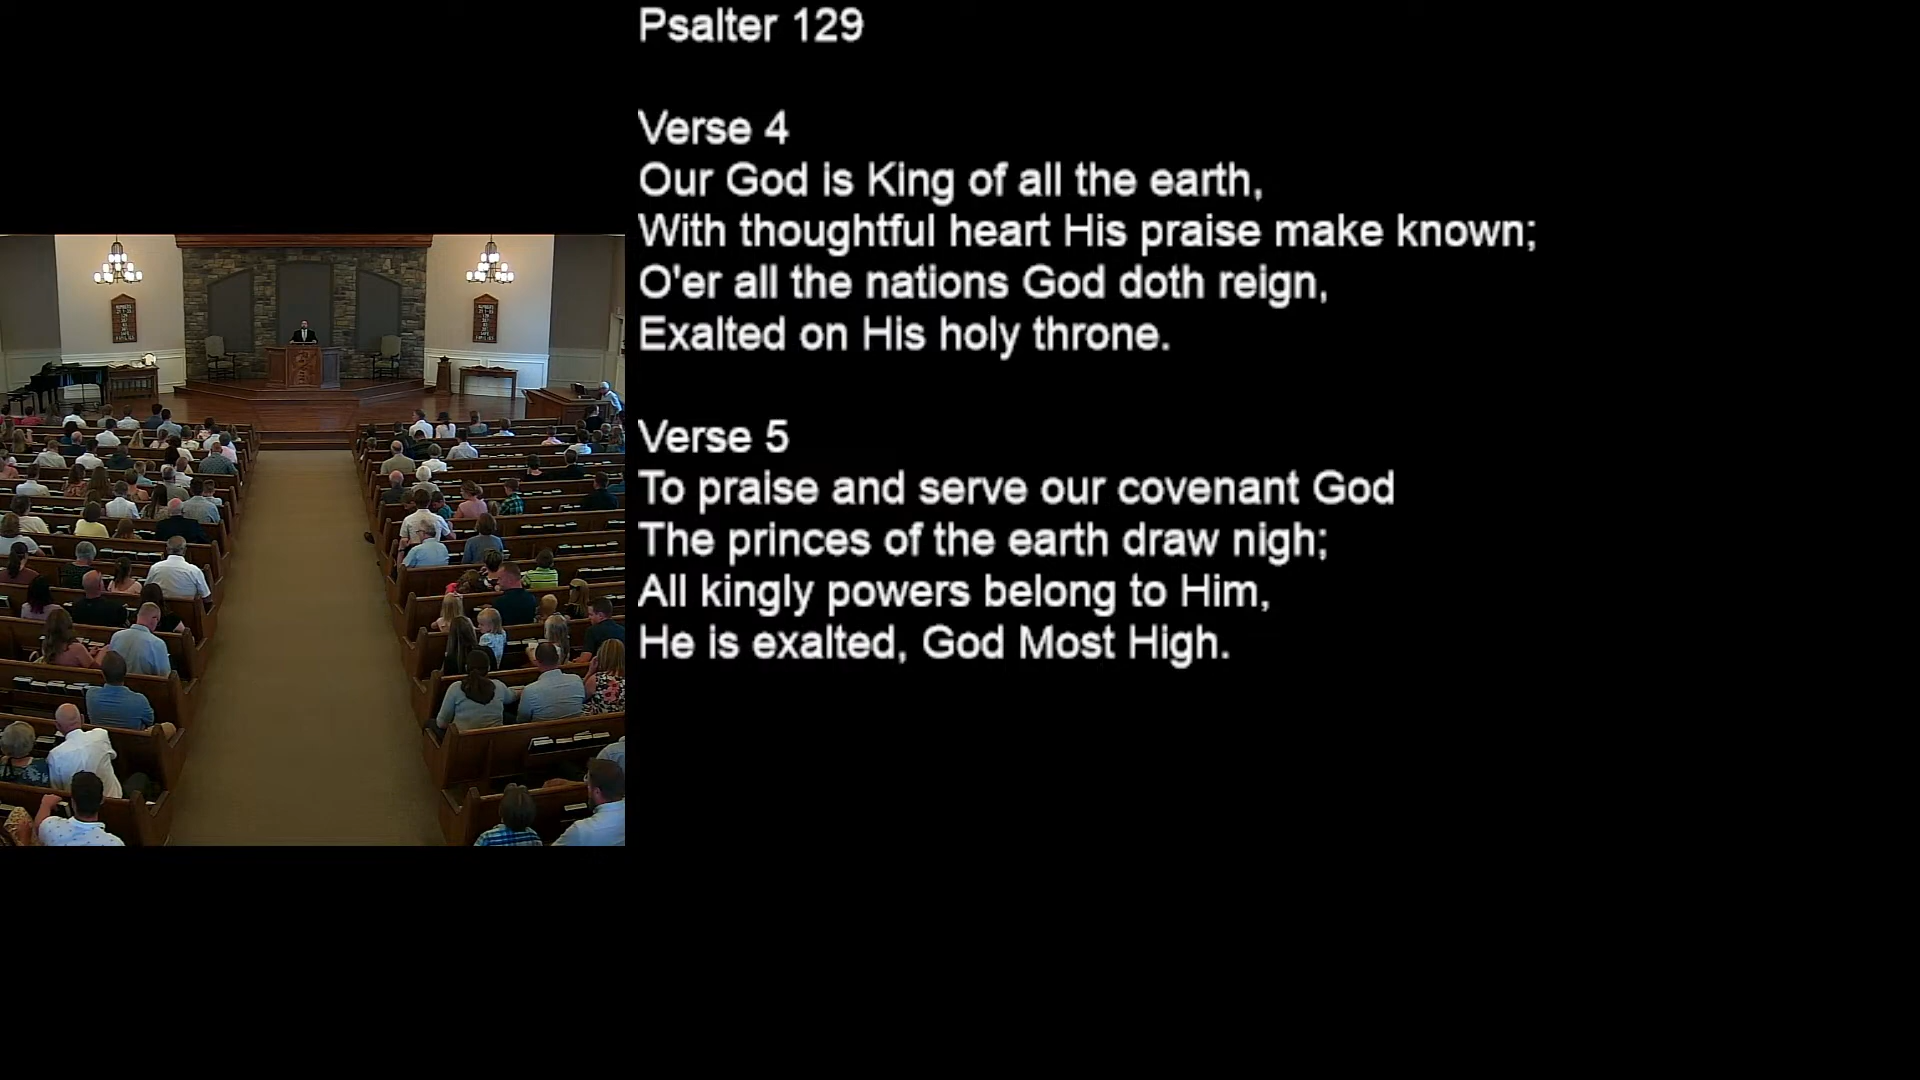 Psalter 129
Verse 4
Our God is King of all the earth,
With thoughtful heart His praise make known;
O'er all the nations God doth reign,
Exalted on His holy throne.
Verse 5
To praise and serve our covenant God
The princes of the earth draw nigh;
All kingly powers belong to Him,
He is exalted, God Most High.